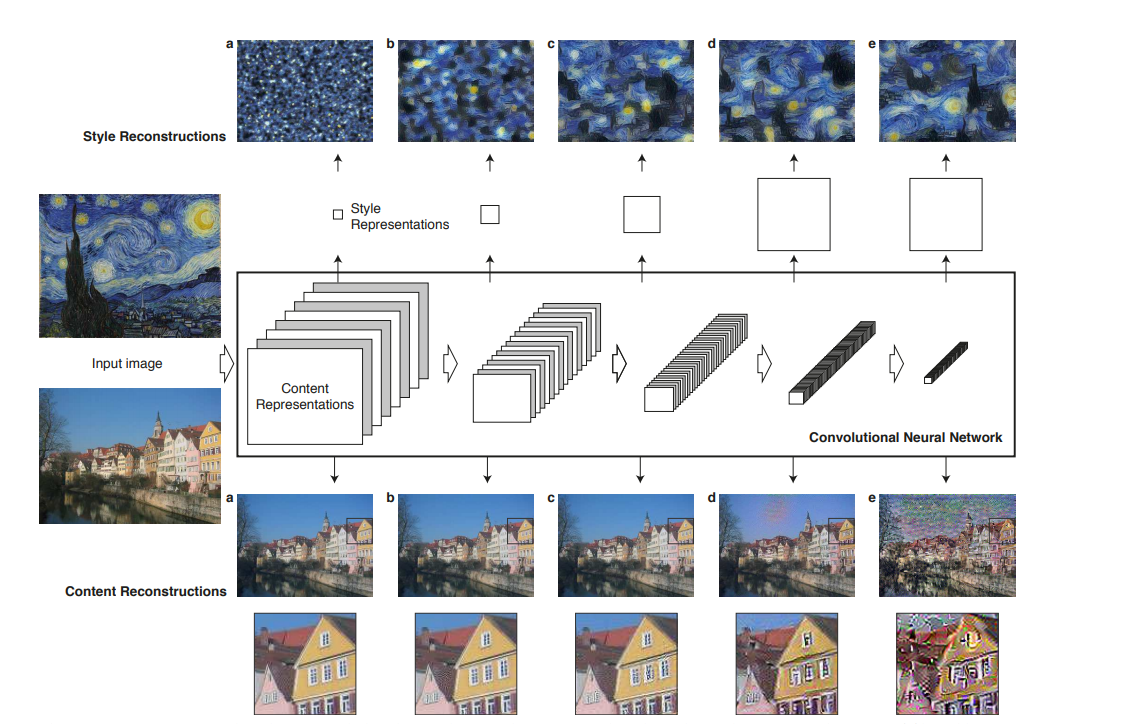 a
b
c
d
e
Style Reconstructions
Style
Representations
Input image
Content
Representations
Convolutional Neural Network
a
b
c
d
e
Content Reconstructions